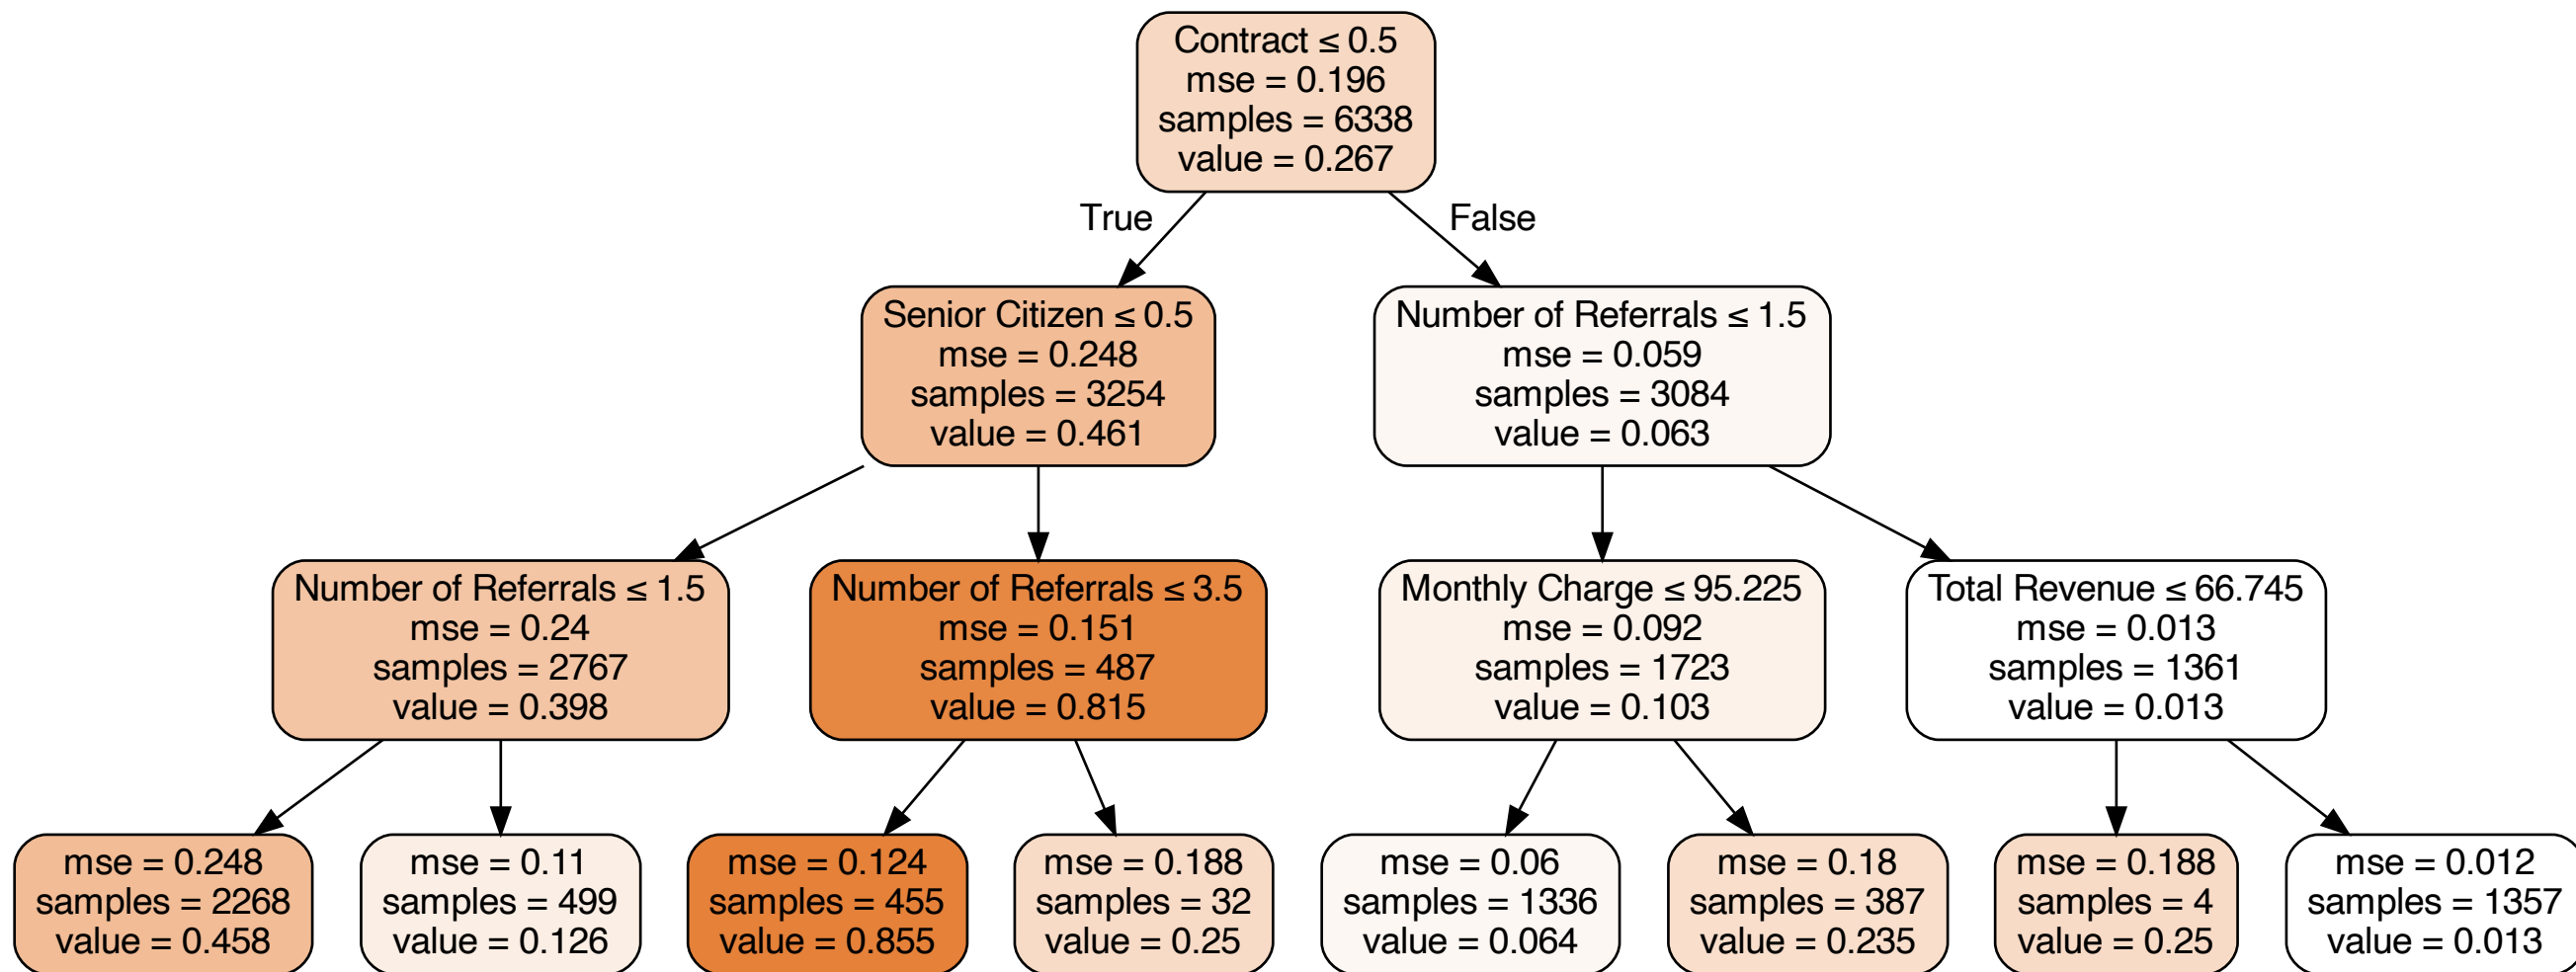 Contract ≤ 0.5
mse = 0.196
samples = 6338
value = 0.267
True
False
Senior Citizen ≤ 0.5
mse = 0.248
samples = 3254
value = 0.461
Number of Referrals ≤ 1.5
mse = 0.059
samples = 3084
value = 0.063
Number of Referrals ≤ 1.5
mse = 0.24
samples = 2767
value = 0.398
Number of Referrals ≤ 3.5
mse = 0.151
samples = 487
value = 0.815
Monthly Charge ≤ 95.225
mse = 0.092
samples = 1723
value = 0.103
Total Revenue ≤ 66.745
mse = 0.013
samples = 1361
value = 0.013
mse = 0.248
samples = 2268
value = 0.458
mse = 0.11
samples = 499
value = 0.126
mse = 0.124
samples = 455
value = 0.855
mse = 0.188
samples = 32
value = 0.25
mse = 0.06
samples = 1336
value = 0.064
mse = 0.18
samples = 387
value = 0.235
mse = 0.188
samples = 4
value = 0.25
mse = 0.012
samples = 1357
value = 0.013